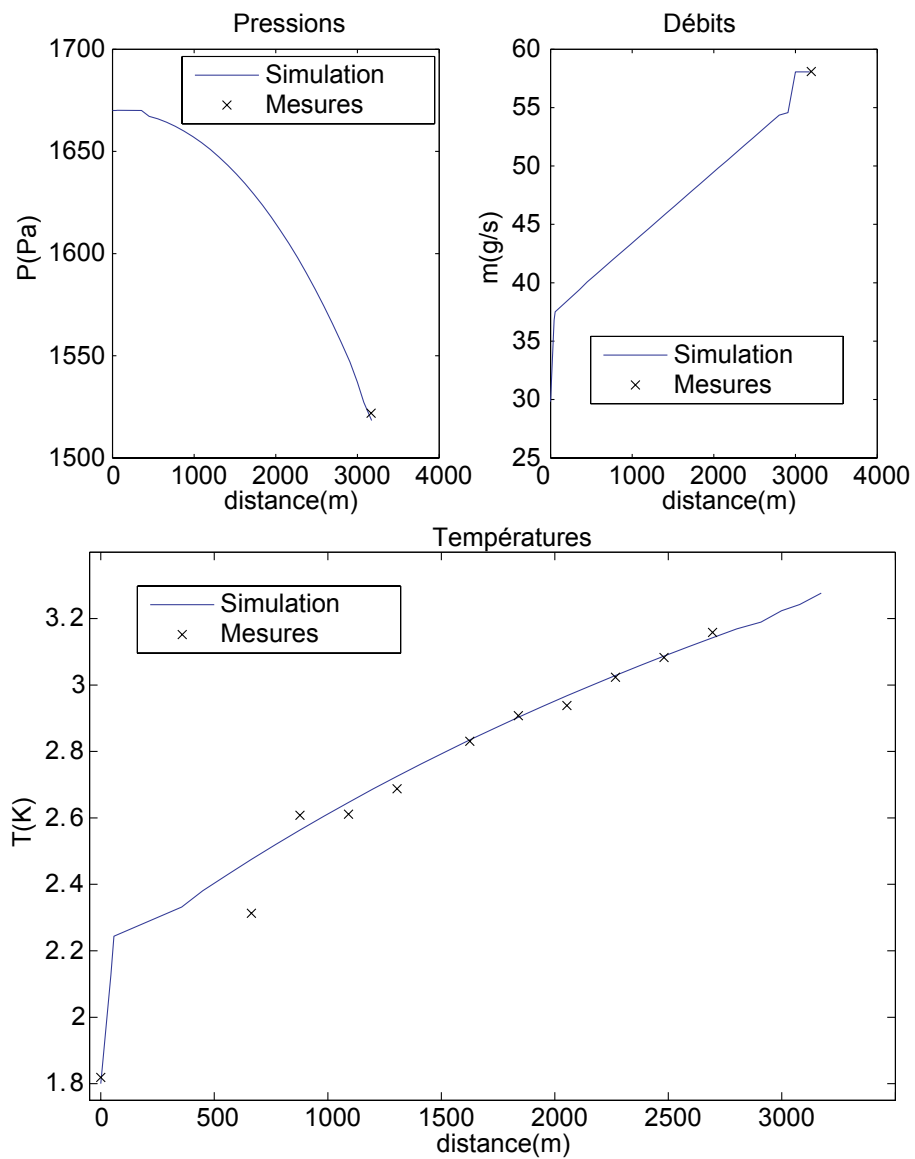 Pressions
1700
1650
1600
1550
1500
P(Pa)
Simulation
Mesures
0 1000 2000 3000 4000
distance(m)
Débits
60
55
50
45
40
35
30
25
m(g/s)
Simulation
Mesures
0 1000 2000 3000 4000
distance(m)
Températures
3.2
3
2.8
2.6
2.4
2.2
2
1.8
T(K)
Simulation
Mesures
0 500 1000 1500 2000 2500 3000
distance(m)